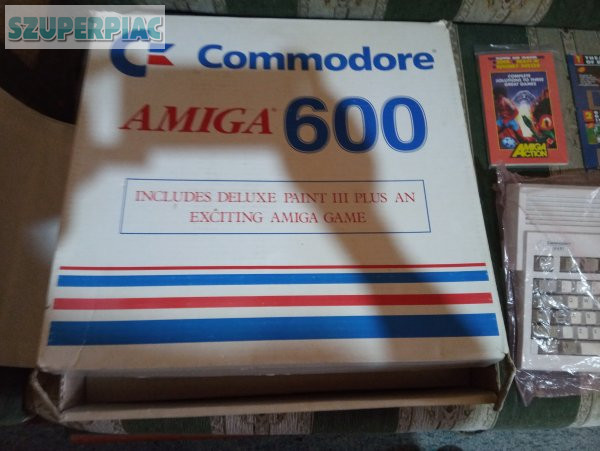 SZUPERPIAC
Commodore
AMIGA 600
INCLUDES DELUXE PAINT III PLUS AN
EXCITING AMIGA GAME
COMPLETE
SOLUTIONS TO THREE
GREAT GAMES
AMIGA
ACTION
Commodore